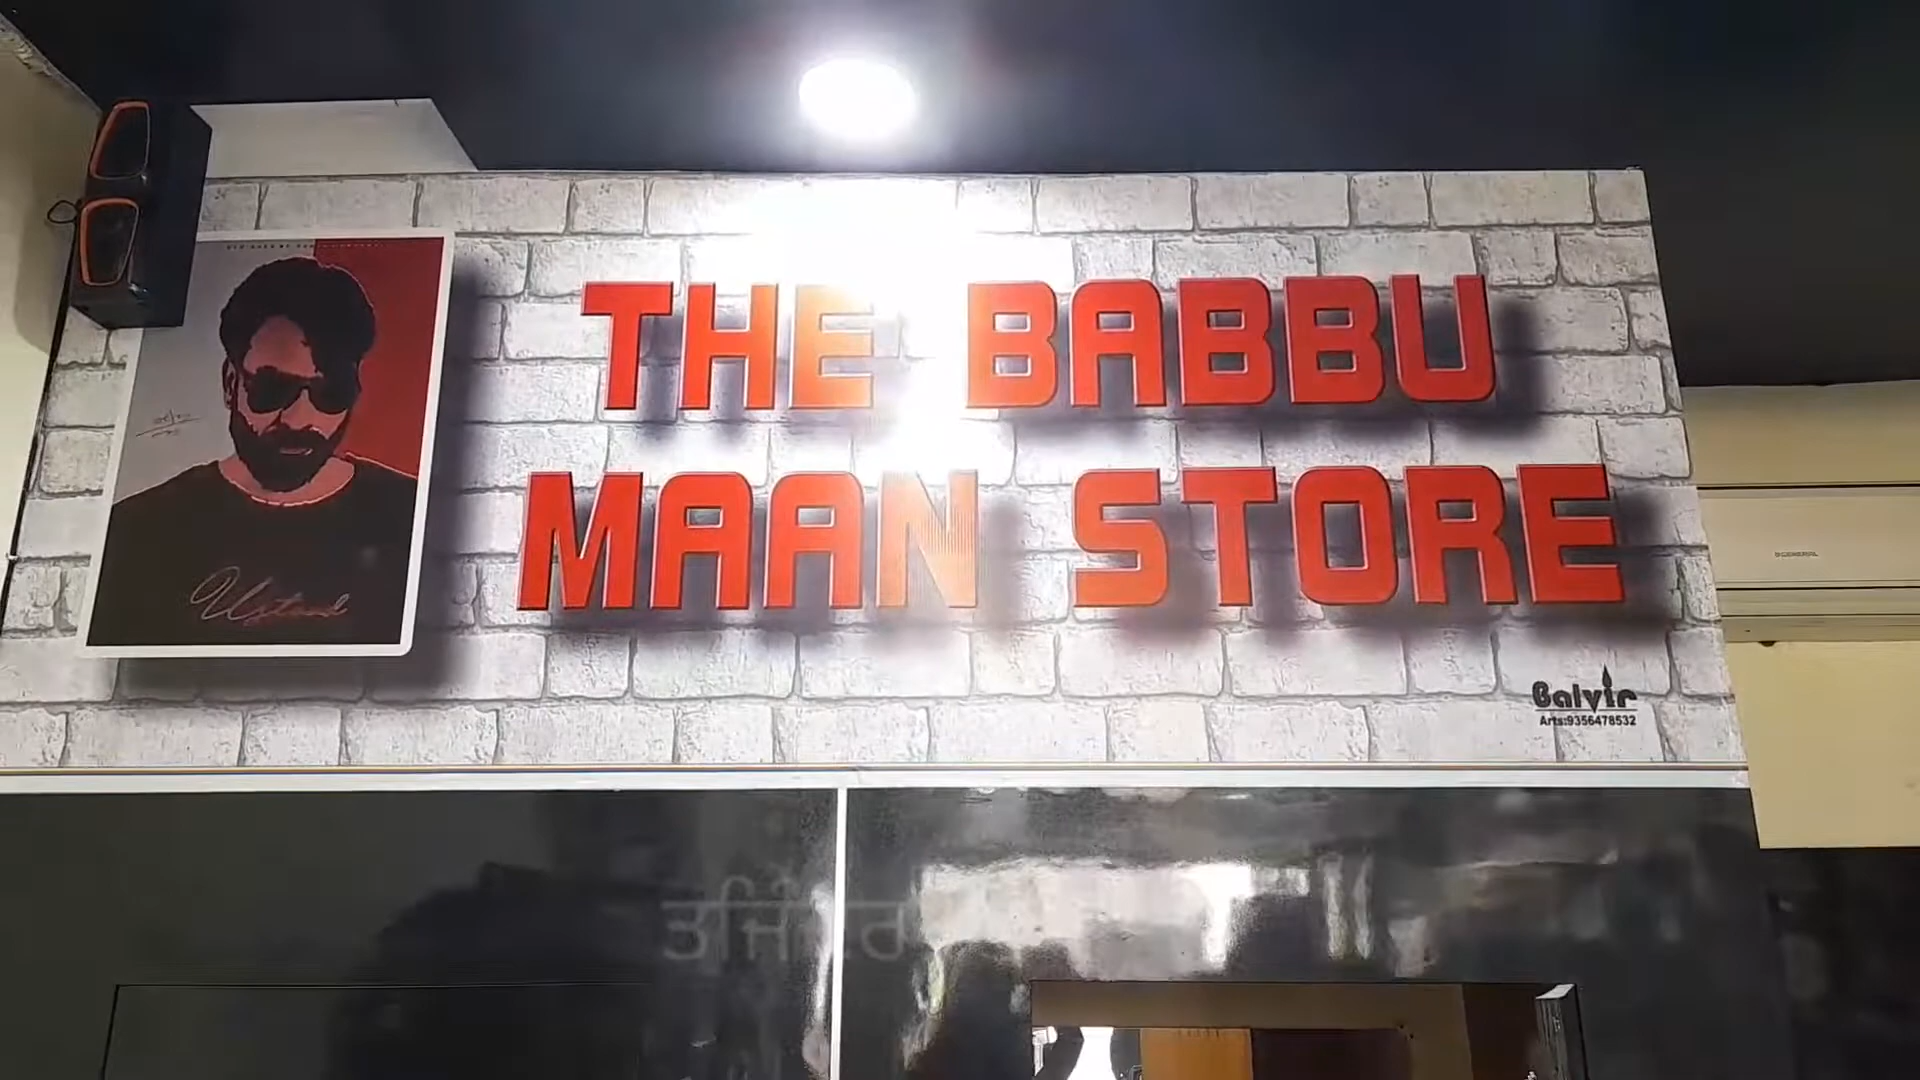 Ustaad
THE BABBU
MAAN STORE
Balvir
Arts:9356478532